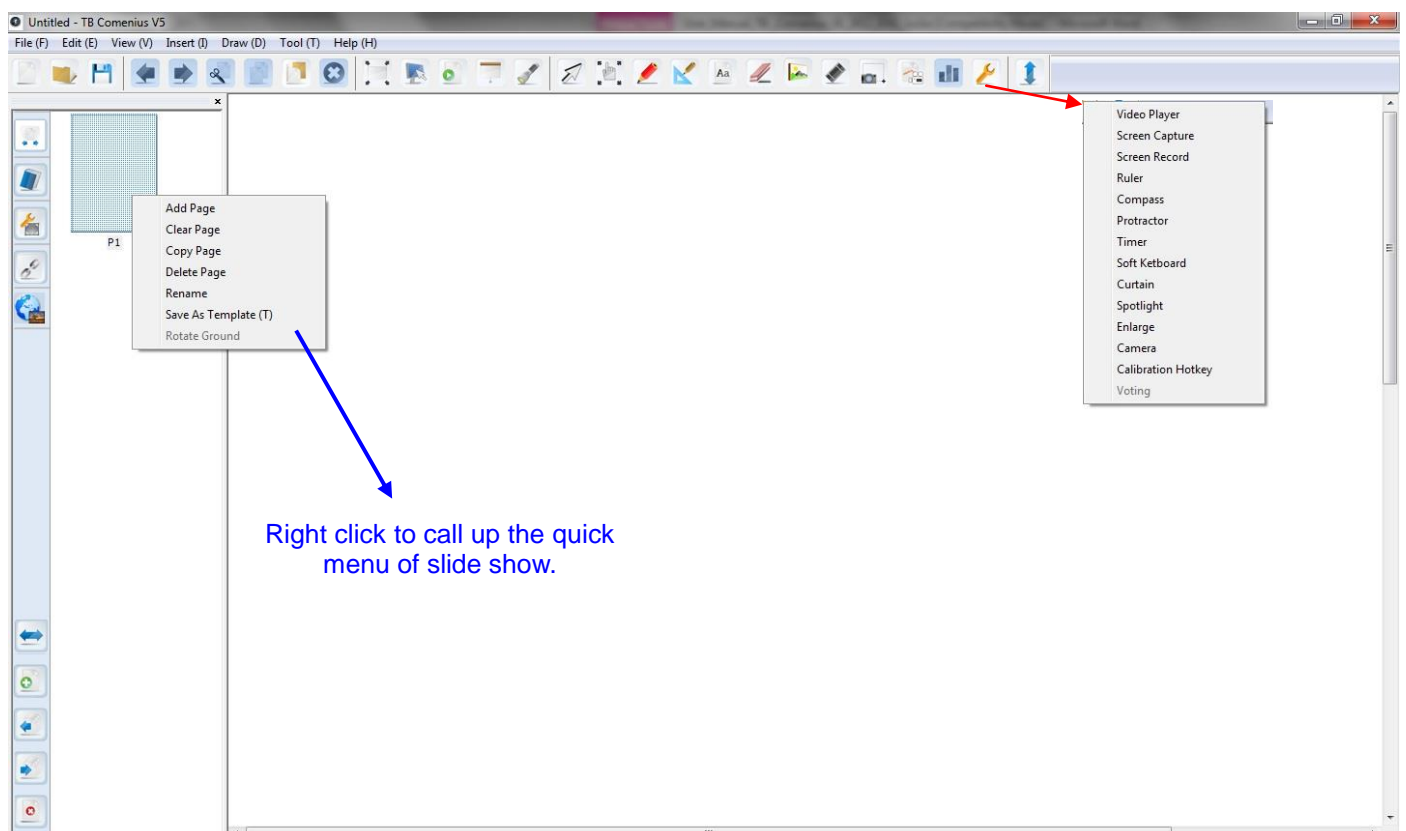 Untitled - TB Comenius V5
File (F) Edit (E) View (V) Insert (I) Draw (D) Tool (T) Help (H)
Aa
x
P1
Add Page
Clear Page
Copy Page
Delete Page
Rename
Save As Template (T)
Rotate Ground
Video Player
Screen Capture
Screen Record
Ruler
Compass
Protractor
Timer
Soft Ketboard
Curtain
Spotlight
Enlarge
Camera
Calibration Hotkey
Voting
Right click to call up the quick
menu of slide show.